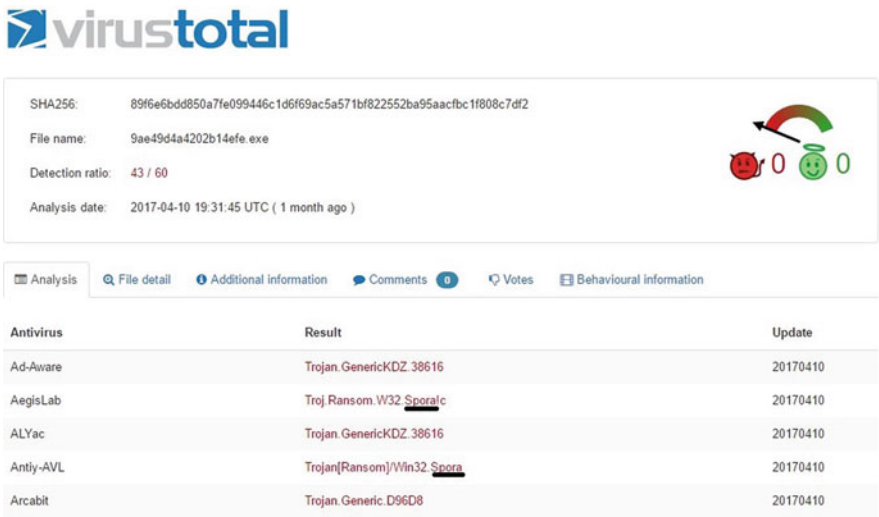 virustotal
SHA256: 89f6e6bdd850a7fe099446c1d6f69ac5a571bf822552ba95aacfbc1f808c7df2
File name: 9ae49d4a4202b14efe.exe
Detection ratio: 43 / 60
Analysis date: 2017-04-10 19:31:45 UTC ( 1 month ago )
0 0
Analysis File detail Additional information Comments 0 Votes Behavioural information
Antivirus Result Update
Ad-Aware Trojan.GenericKDZ.38616 20170410
AegisLab Troj.Ransom.W32.Spora!c 20170410
ALYac Trojan.GenericKDZ.38616 20170410
Antiy-AVL Trojan[Ransom]/Win32.Spora 20170410
Arcabit Trojan.Generic.D96D8 20170410